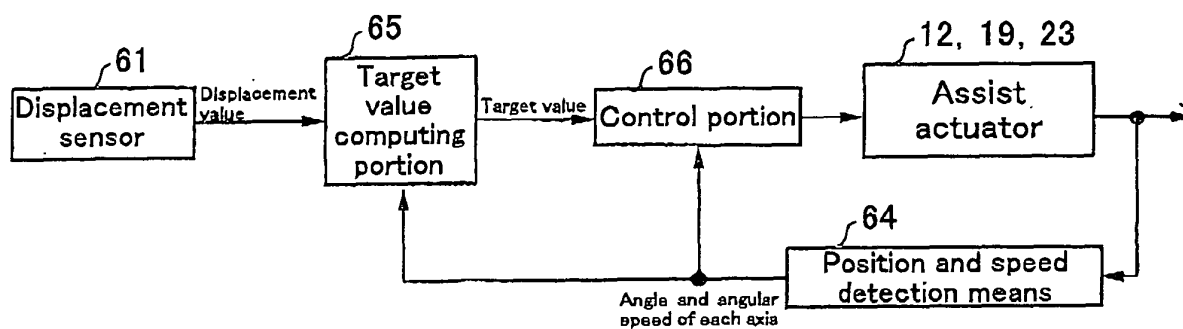 61
Displacement
sensor
Displacement
value
65
Target
value
computing
portion
Target value
66
Control portion
12, 19, 23
Assist
actuator
64
Position and speed
detection means
Angle and angular
speed of each axis